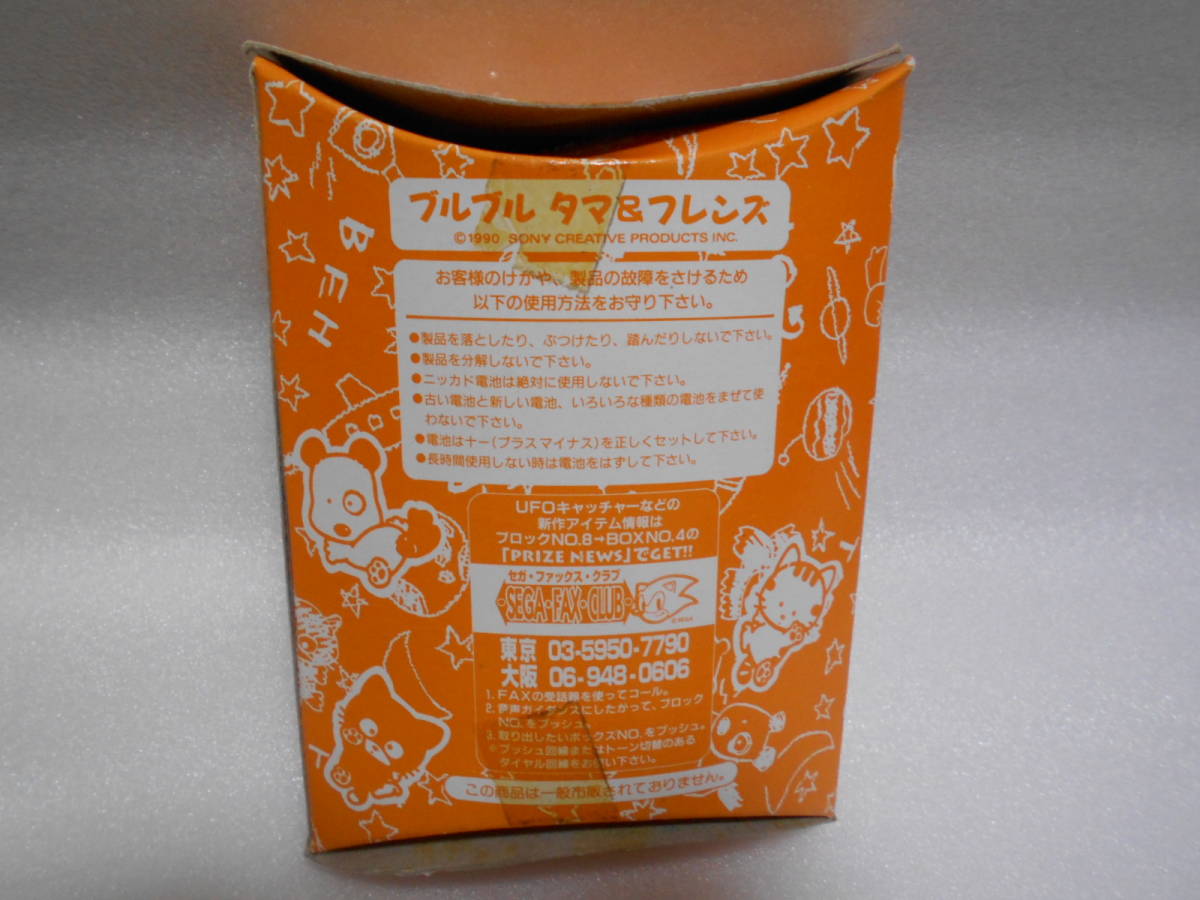 ブルブル タマ&フレンズ
©1990 SONY CREATIVE PRODUCTS INC.
お客様のけがや、製品の故障をさけるため
以下の使用方法をお守り下さい。
●製品を落としたり、ぶつけたり、踏んだりしないで下さい。
●製品を分解しないで下さい。
●ニッカド電池は絶対に使用しないで下さい。
●古い電池と新しい電池、いろいろな種類の電池をまぜて使
わないで下さい。
●電池は+-(プラスマイナス)を正しくセットして下さい。
●長時間使用しない時は電池をはずして下さい。
UFOキャッチャーなどの
新作アイテム情報は
ブロックNO.8→BOXNO.4の
「PRIZE NEWS」でGET!!
セガ・ファックス・クラブ
・SEGA・FAX・CLUB・
©SEGA
東京 03-5950-7790
大阪 06-948-0606
1.FAXの受話器を使ってコール。
2.音声ガイダンスにしたがって、ブロック
NO.をプッシュ。
3.取り出したいボックスNO.をプッシュ。
※プッシュ回線またはトーン切替のある
ダイヤル回線をお使い下さい。
この商品は一般市販されておりません。
BEH